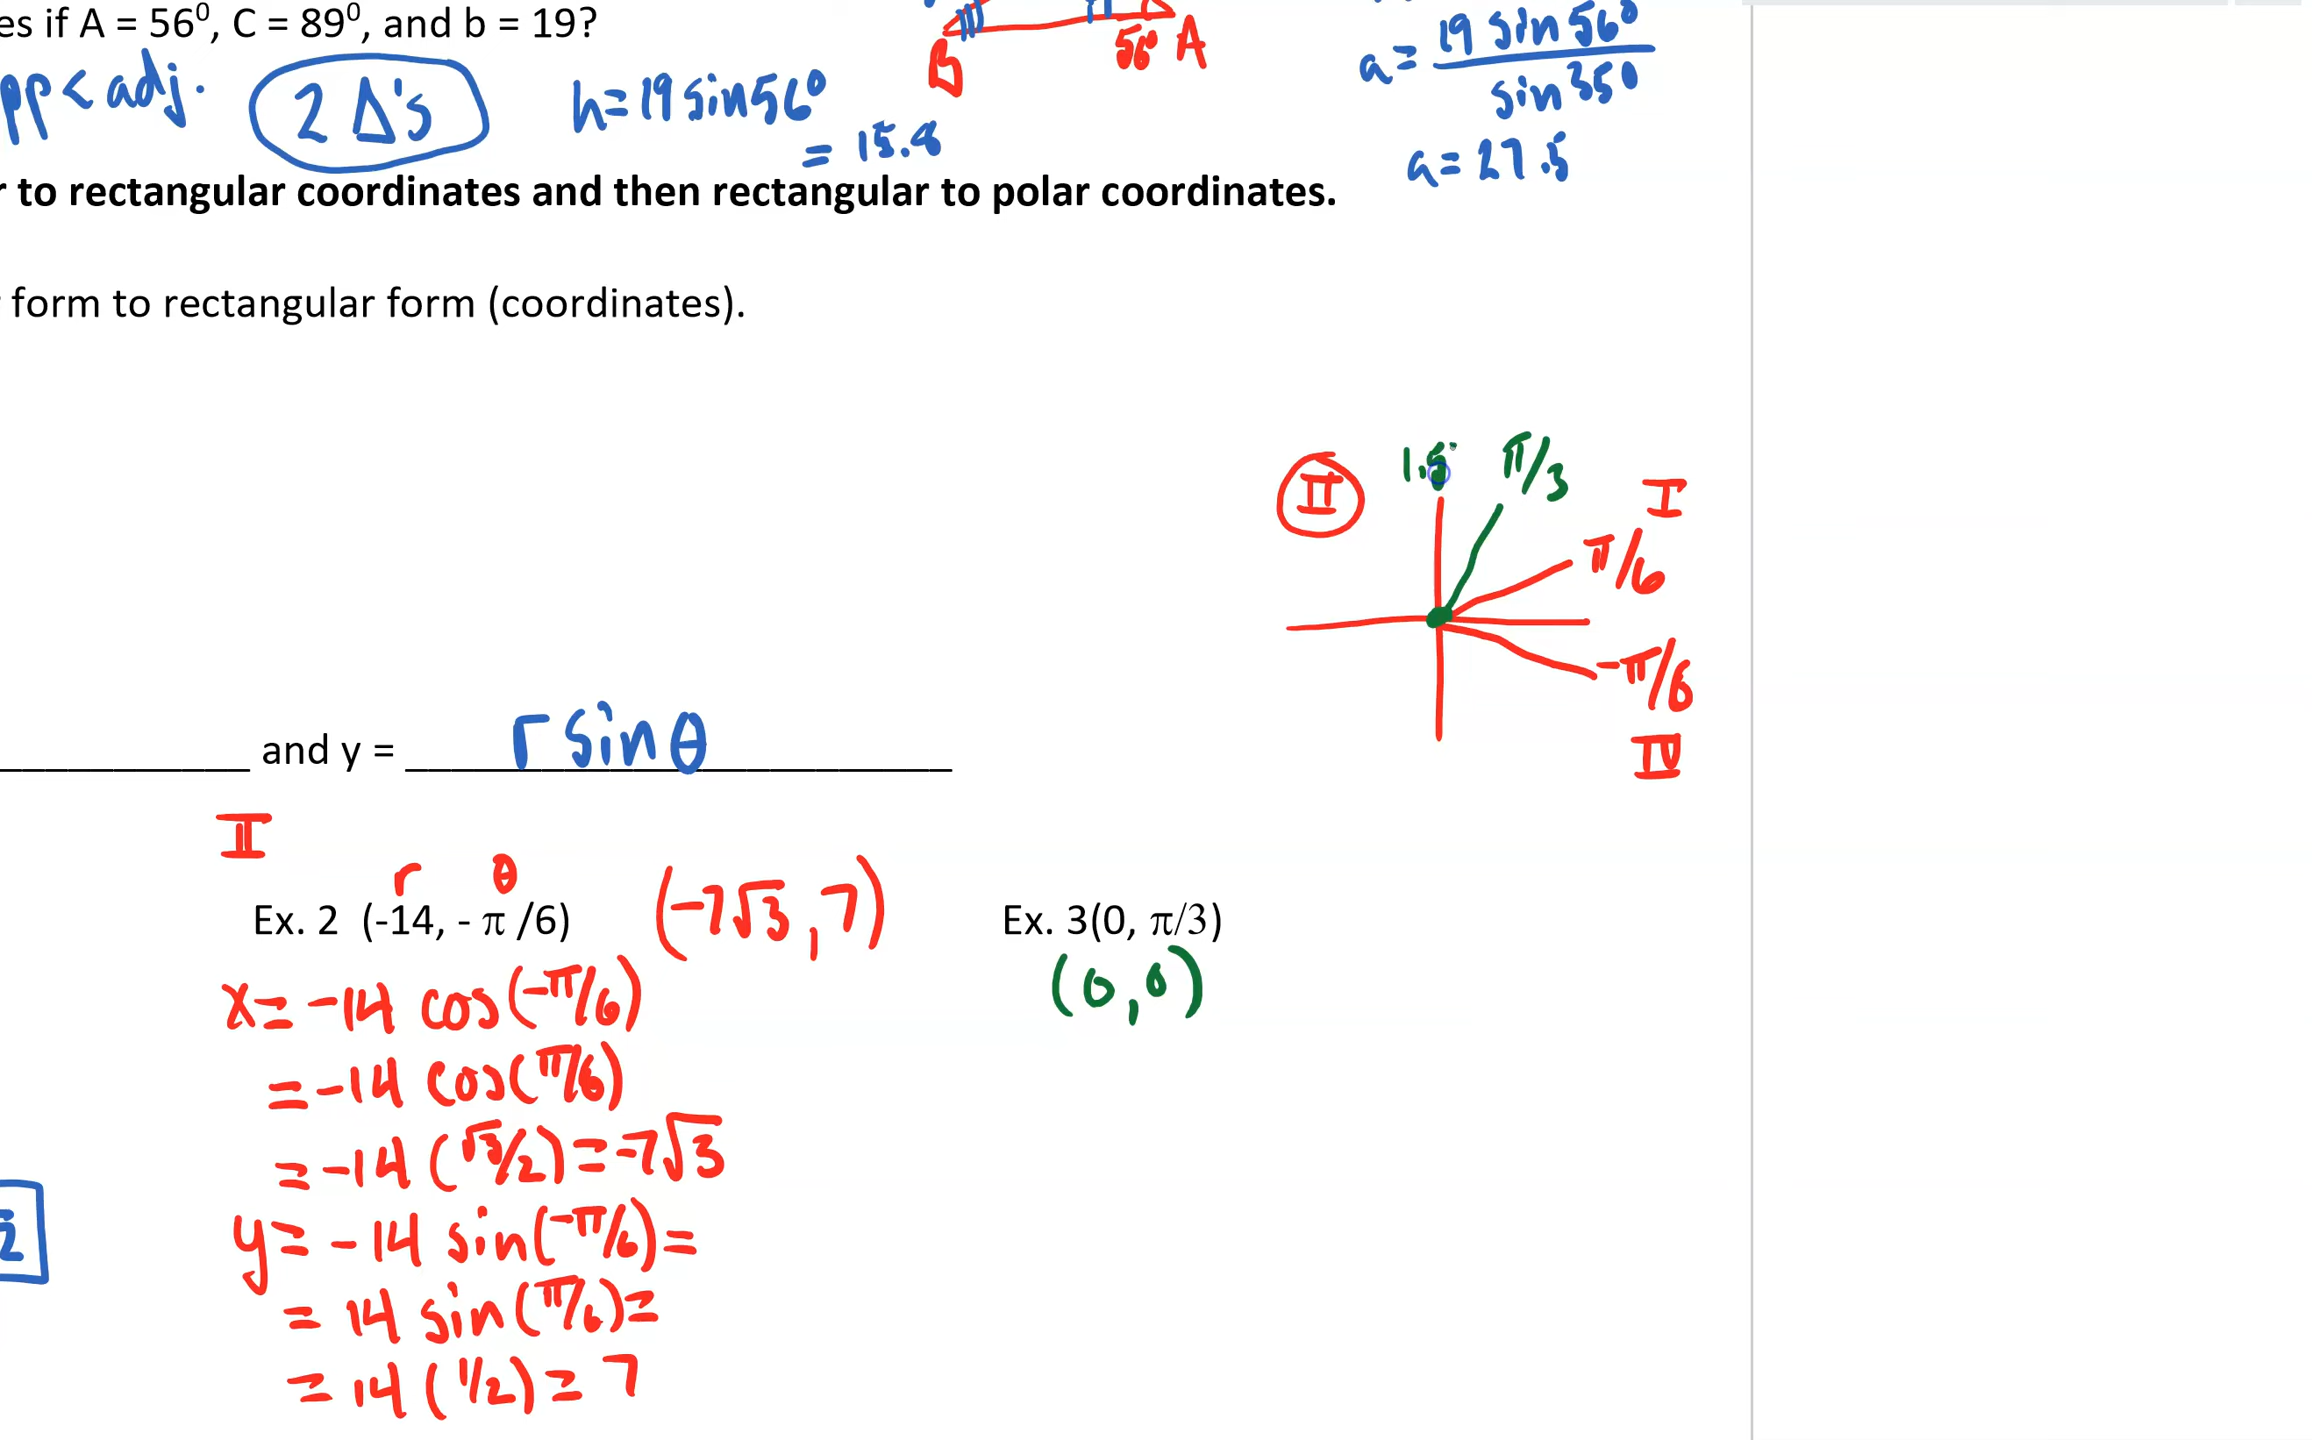 es if A = 56⁰, C = 89⁰, and b = 19?
B 56⁰ A
a = 19 sin 56⁰ / sin 35⁰
a = 27.5
pp < adj. 2 Δ's h = 19 sin 56⁰
= 15.8
r to rectangular coordinates and then rectangular to polar coordinates.
form to rectangular form (coordinates).
II π/3 I
π/6
-π/6
IV
and y = r sin θ
II
r θ
Ex. 2 (-14, - π /6) (-7√3, 7) Ex. 3(0, π/3)
(0,0)
x = -14 cos(-π/6)
= -14 cos(π/6)
= -14 (√3/2) = -7√3
y = -14 sin(-π/6) =
= 14 sin(π/6) =
= 14 (1/2) = 7
2